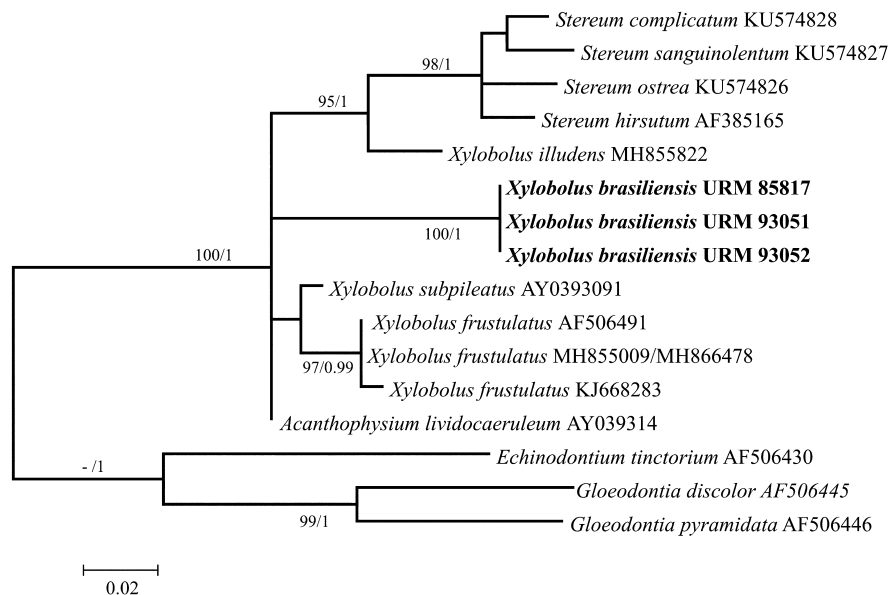 Stereum complicatum KU574828
Stereum sanguinolentum KU574827
98/1
Stereum ostrea KU574826
95/1
Stereum hirsutum AF385165
Xylobolus illudens MH855822
Xylobolus brasiliensis URM 85817
Xylobolus brasiliensis URM 93051
100/1
Xylobolus brasiliensis URM 93052
100/1
Xylobolus subpileatus AY0393091
Xylobolus frustulatus AF506491
Xylobolus frustulatus MH855009/MH866478
97/0.99
Xylobolus frustulatus KJ668283
Acanthophysium lividocaeruleum AY039314
Echinodontium tinctorium AF506430
- /1
Gloeodontia discolor AF506445
99/1
Gloeodontia pyramidata AF506446
0.02